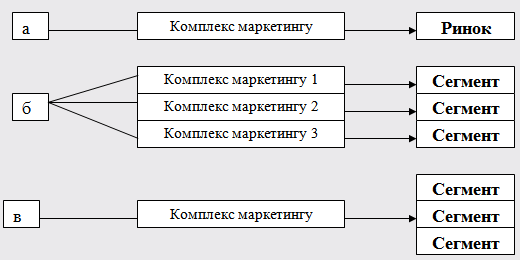 а Комплекс маркетингу Ринок
б Комплекс маркетингу 1 Сегмент
Комплекс маркетингу 2 Сегмент
Комплекс маркетингу 3 Сегмент
Сегмент
в Комплекс маркетингу Сегмент
Сегмент